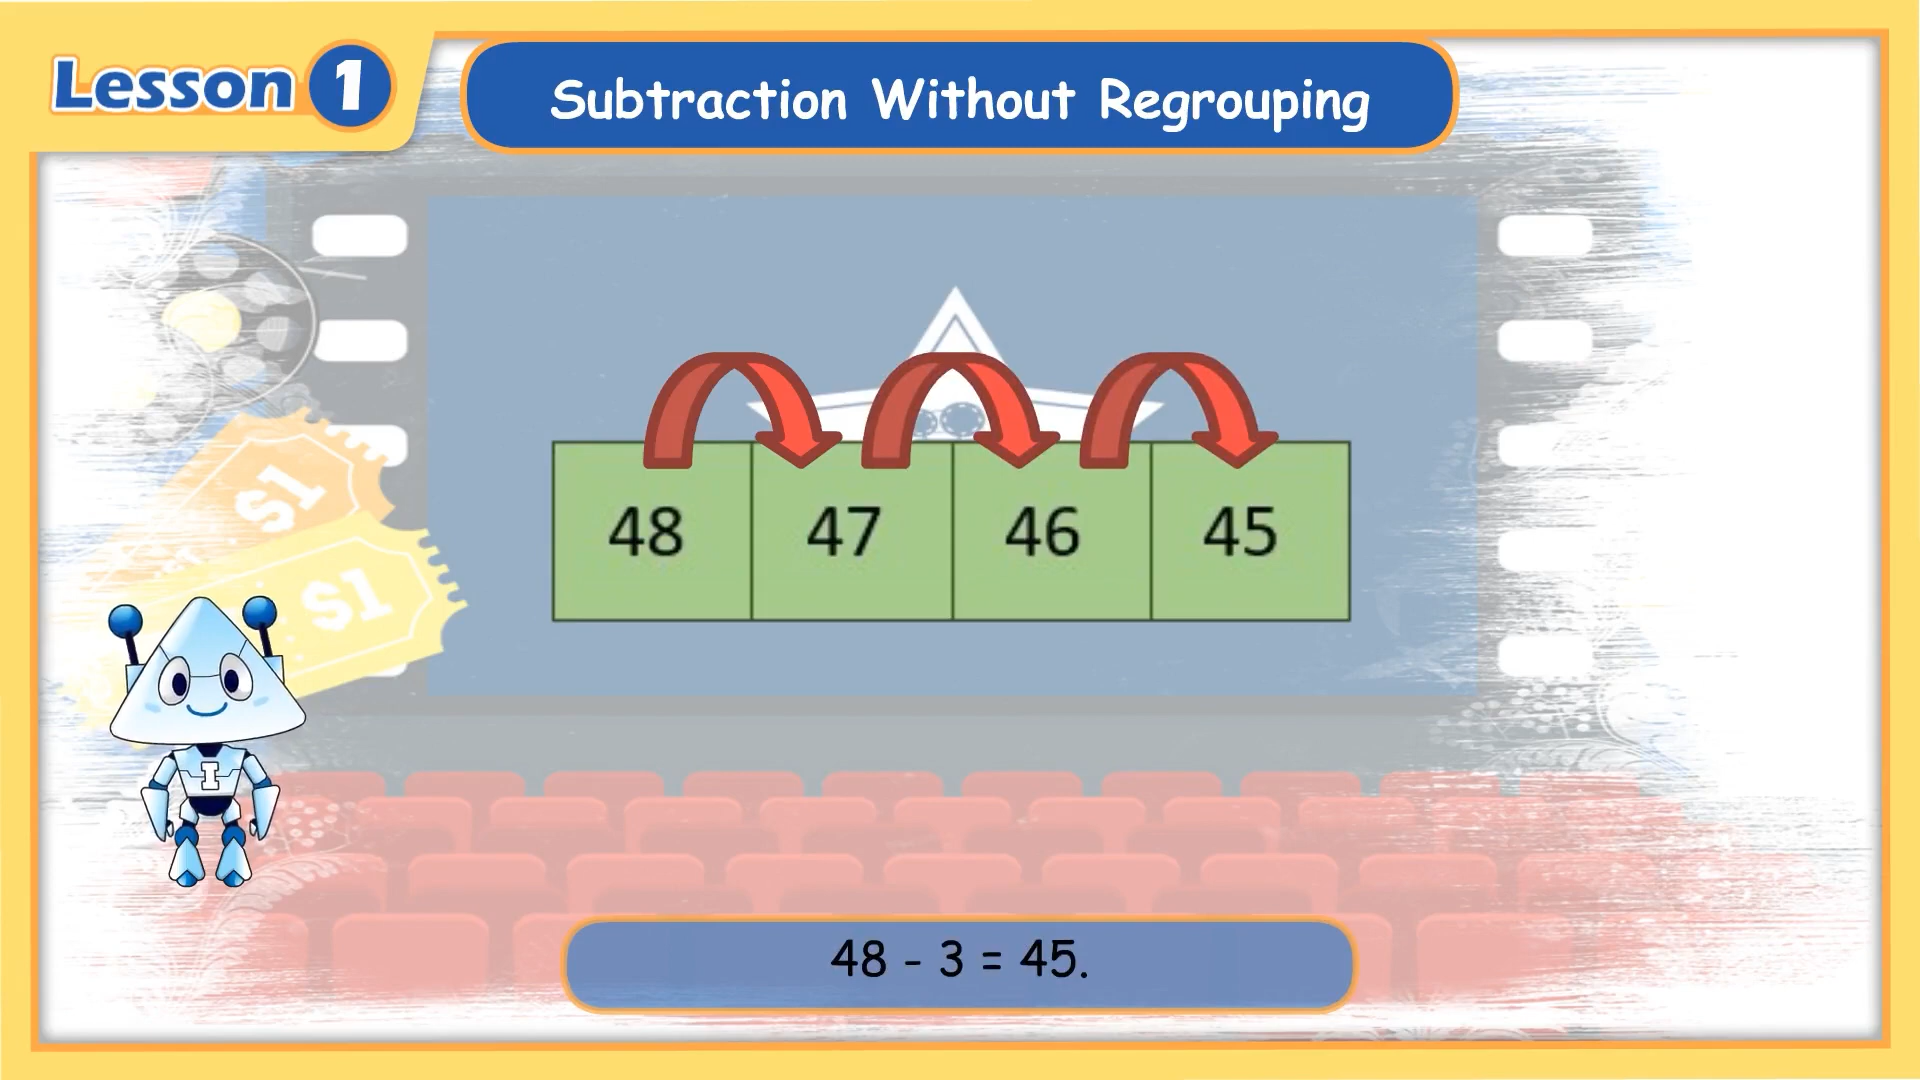 Lesson 1
Subtraction Without Regrouping
48 47 46 45
$1
$1
I
48 - 3 = 45.